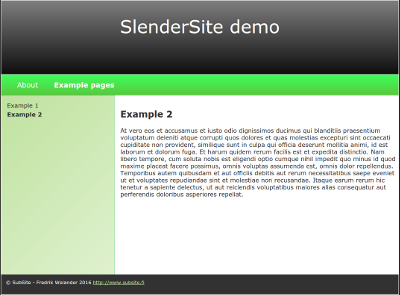 SlenderSite demo
About Example pages
Example 1
Example 2
Example 2
At vero eos et accusamus et iusto odio dignissimos ducimus qui blanditiis praesentium
voluptatum deleniti atque corrupti quos dolores et quas molestias excepturi sint occaecati
cupiditate non provident, similique sunt in culpa qui officia deserunt mollitia animi, id est
laborum et dolorum fuga. Et harum quidem rerum facilis est et expedita distinctio. Nam
libero tempore, cum soluta nobis est eligendi optio cumque nihil impedit quo minus id quod
maxime placeat facere possimus, omnis voluptas assumenda est, omnis dolor repellendus.
Temporibus autem quibusdam et aut officiis debitis aut rerum necessitatibus saepe eveniet
ut et voluptates repudiandae sint et molestiae non recusandae. Itaque earum rerum hic
tenetur a sapiente delectus, ut aut reiciendis voluptatibus maiores alias consequatur aut
perferendis doloribus asperiores repellat.
© SubSite - Fredrik Welander 2016 http://www.subsite.fi